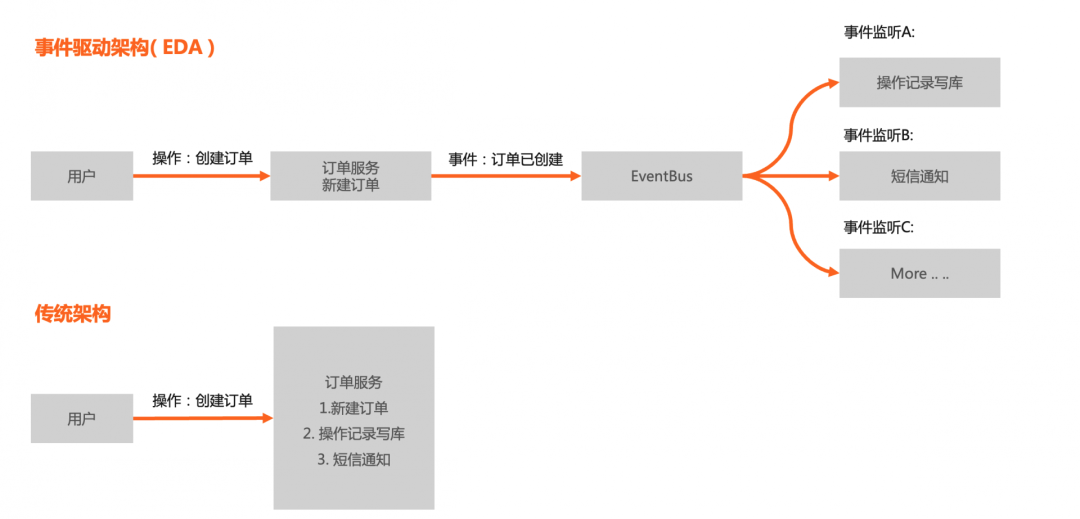 事件驱动架构( EDA )
事件监听A:
操作记录写库
事件监听B:
用户
操作：创建订单
订单服务
新建订单
事件：订单已创建
EventBus
短信通知
事件监听C:
More .. ..
传统架构
用户
操作：创建订单
订单服务
1.新建订单
2. 操作记录写库
3. 短信通知